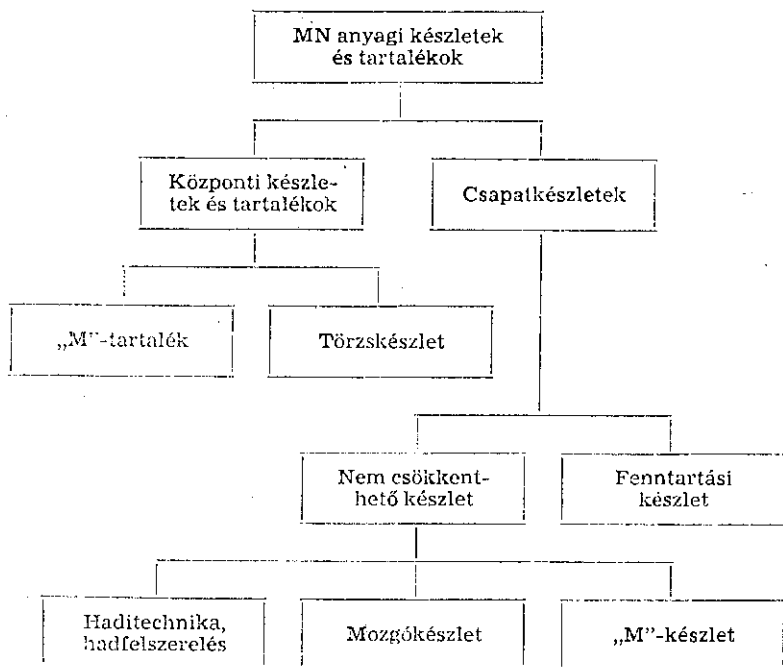 MN anyagi készletek
és tartalékok
Központi készle-
tek és tartalékok
Csapatkészletek
„M”-tartalék
Törzskészlet
Nem csökkent-
hető készlet
Fenntartási
készlet
Haditechnika,
hadfelszerelés
Mozgókészlet
„M”-készlet